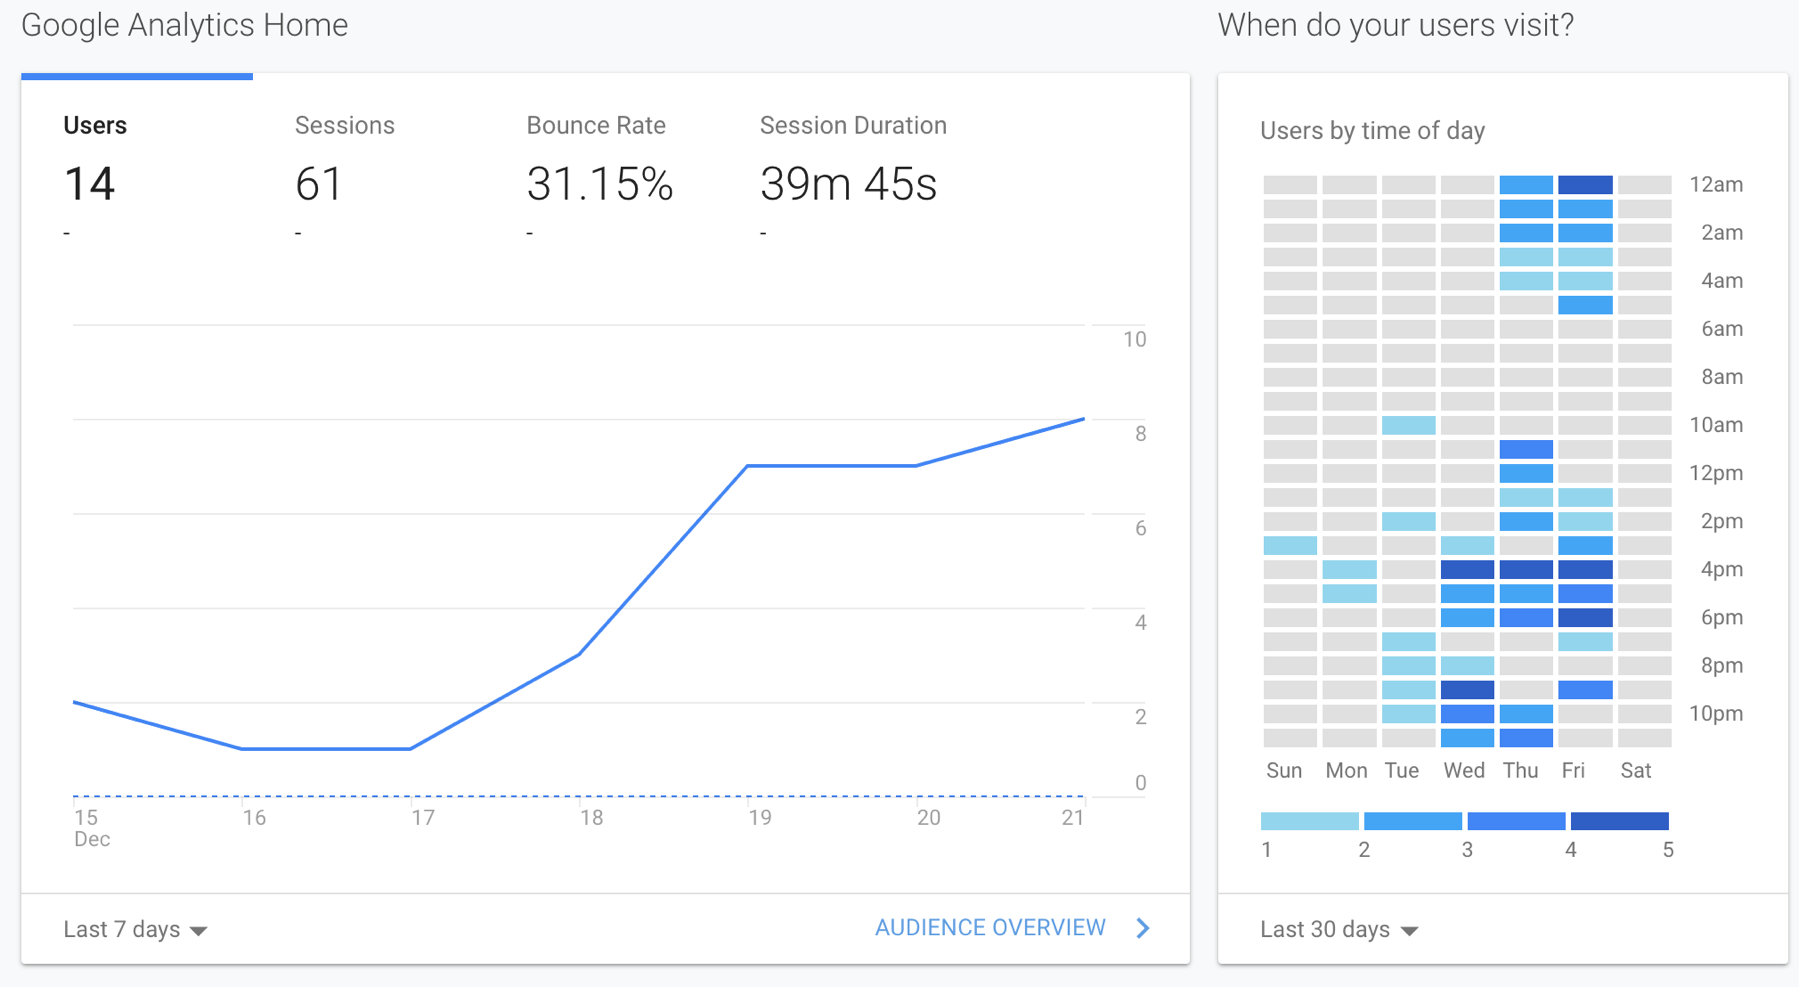 Google Analytics Home
Users
14
-
Sessions
61
-
Bounce Rate
31.15%
-
Session Duration
39m 45s
-
10
8
6
4
2
0
15
Dec
16
17
18
19
20
21
Last 7 days
AUDIENCE OVERVIEW
When do your users visit?
Users by time of day
12am
2am
4am
6am
8am
10am
12pm
2pm
4pm
6pm
8pm
10pm
Sun Mon Tue Wed Thu Fri Sat
1 2 3 4 5
Last 30 days